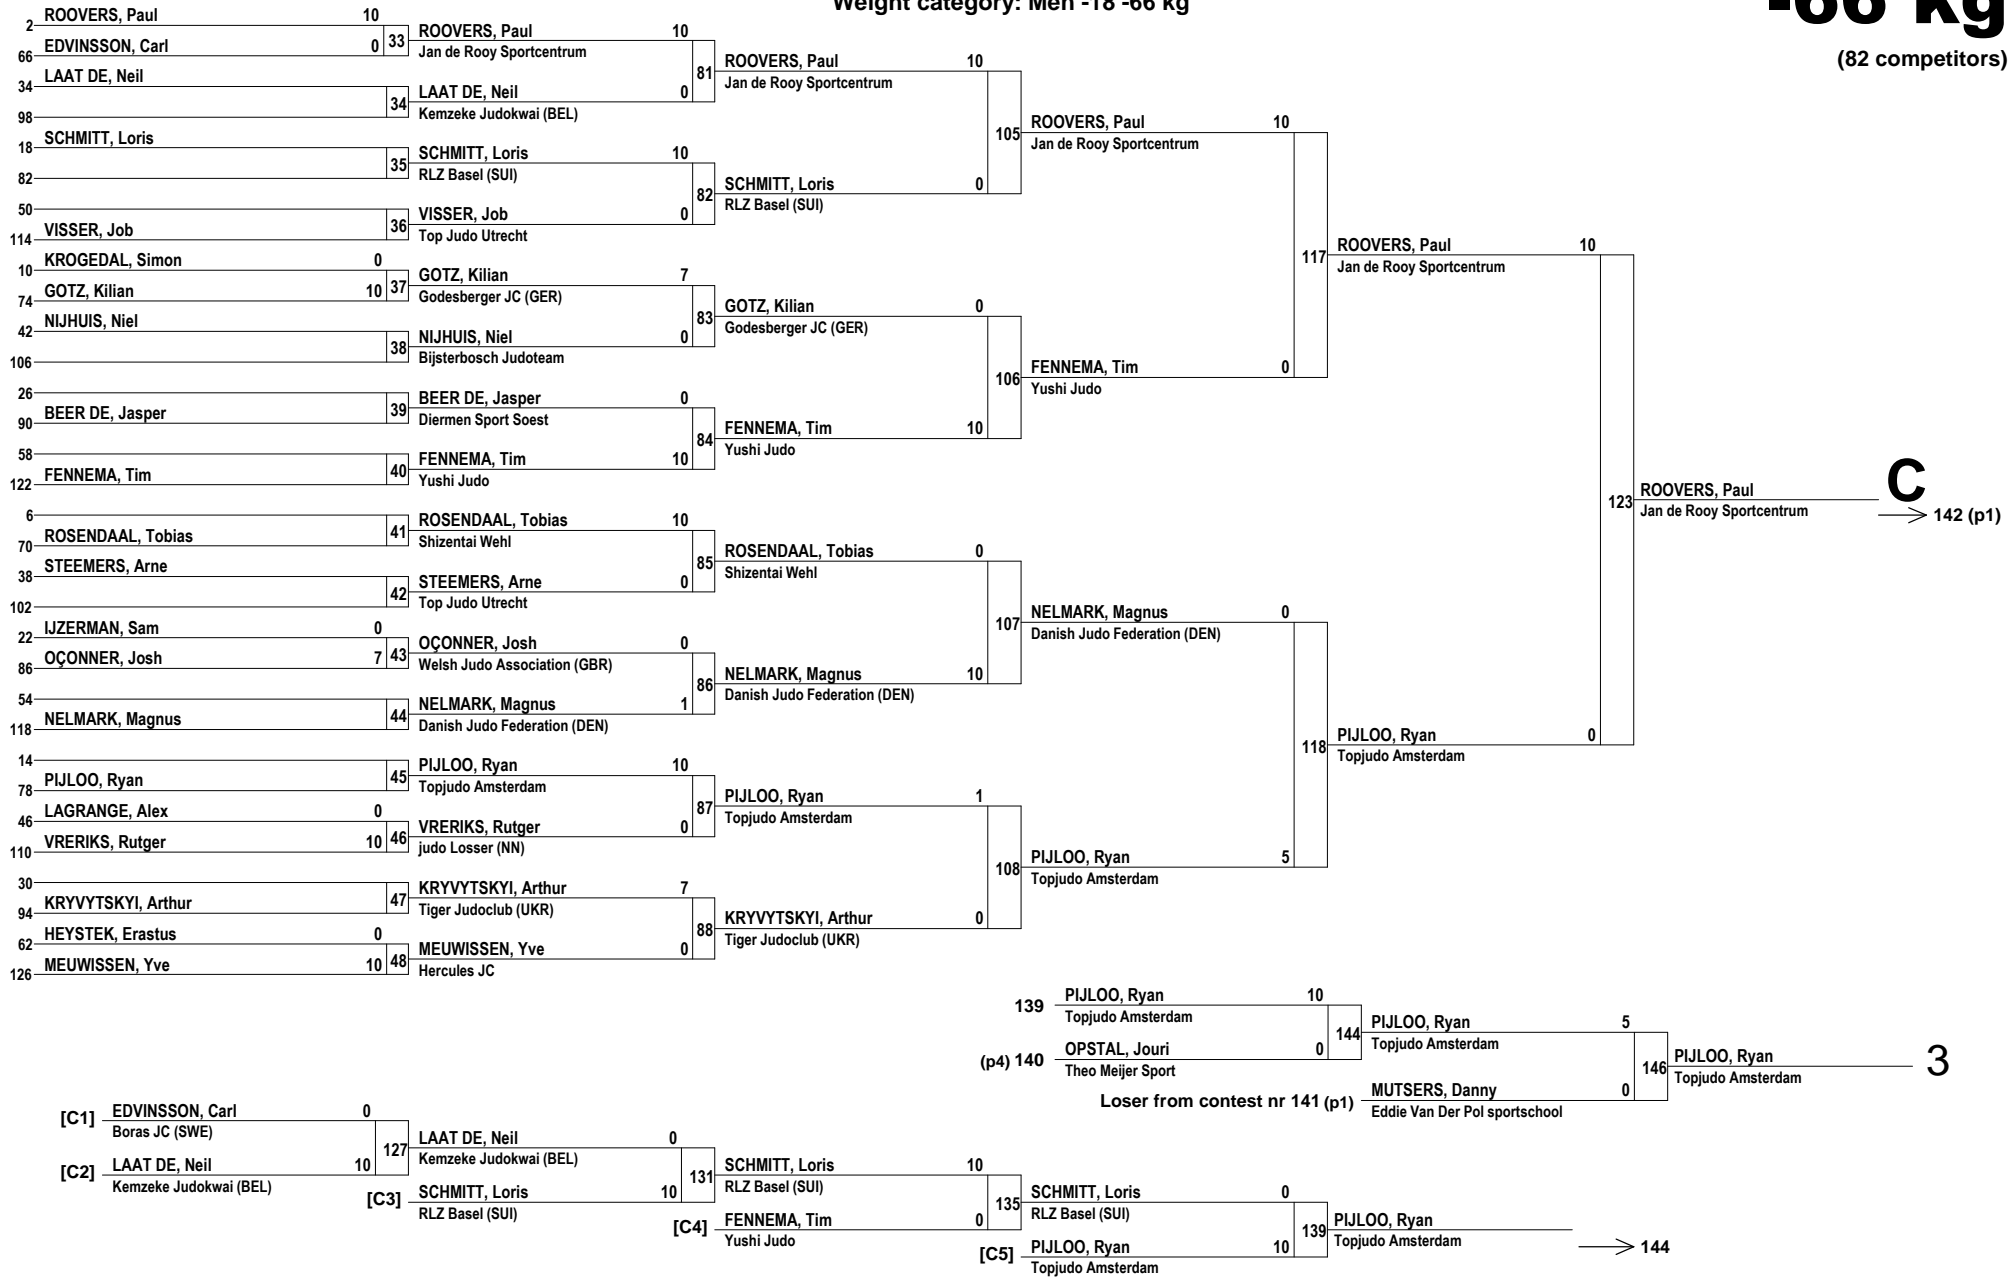 Weight category: Men -18 -66 kg
-66 kg
(82 competitors)
2 ROOVERS, Paul 10
66 EDVINSSON, Carl 0 33
34 LAAT DE, Neil
98 34
18 SCHMITT, Loris
82 35
50
114 VISSER, Job 36
10 KROGEDAL, Simon 0
74 GOTZ, Kilian 10 37
42 NIJHUIS, Niel
106 38
26
90 BEER DE, Jasper 39
58
122 FENNEMA, Tim 40
6
70 ROSENDAAL, Tobias 41
38 STEEMERS, Arne
102 42
22 IJZERMAN, Sam 0
86 OÇONNER, Josh 7 43
54
118 NELMARK, Magnus 44
14
78 PIJLOO, Ryan 45
46 LAGRANGE, Alex 0
110 VRERIKS, Rutger 10 46
30
94 KRYVYTSKYI, Arthur 47
62 HEYSTEK, Erastus 0
126 MEUWISSEN, Yve 10 48
ROOVERS, Paul 10
Jan de Rooy Sportcentrum
81
LAAT DE, Neil 0
Kemzeke Judokwai (BEL)
SCHMITT, Loris 10
RLZ Basel (SUI)
82
VISSER, Job 0
Top Judo Utrecht
GOTZ, Kilian 7
Godesberger JC (GER)
83
NIJHUIS, Niel 0
Bijsterbosch Judoteam
BEER DE, Jasper 0
Diermen Sport Soest
84
FENNEMA, Tim 10
Yushi Judo
ROSENDAAL, Tobias 10
Shizentai Wehl
85
STEEMERS, Arne 0
Top Judo Utrecht
OÇONNER, Josh 0
Welsh Judo Association (GBR)
86
NELMARK, Magnus 1
Danish Judo Federation (DEN)
PIJLOO, Ryan 10
Topjudo Amsterdam
87
VRERIKS, Rutger 0
judo Losser (NN)
KRYVYTSKYI, Arthur 7
Tiger Judoclub (UKR)
88
MEUWISSEN, Yve 0
Hercules JC
ROOVERS, Paul 10
Jan de Rooy Sportcentrum
105
SCHMITT, Loris 0
RLZ Basel (SUI)
GOTZ, Kilian 0
Godesberger JC (GER)
106
FENNEMA, Tim 10
Yushi Judo
ROSENDAAL, Tobias 0
Shizentai Wehl
107
NELMARK, Magnus 10
Danish Judo Federation (DEN)
PIJLOO, Ryan 1
Topjudo Amsterdam
108
KRYVYTSKYI, Arthur 0
Tiger Judoclub (UKR)
ROOVERS, Paul 10
Jan de Rooy Sportcentrum
117
FENNEMA, Tim 0
Yushi Judo
NELMARK, Magnus 0
Danish Judo Federation (DEN)
118
PIJLOO, Ryan 5
Topjudo Amsterdam
ROOVERS, Paul 10
Jan de Rooy Sportcentrum
123
PIJLOO, Ryan 0
Topjudo Amsterdam
ROOVERS, Paul C
Jan de Rooy Sportcentrum 142 (p1)
139 PIJLOO, Ryan 10
Topjudo Amsterdam
144
(p4) 140 OPSTAL, Jouri 0
Theo Meijer Sport
PIJLOO, Ryan 5
Topjudo Amsterdam
146
Loser from contest nr 141 (p1) MUTSERS, Danny 0
Eddie Van Der Pol sportschool
PIJLOO, Ryan 3
Topjudo Amsterdam
[C1] EDVINSSON, Carl 0
Boras JC (SWE)
127
[C2] LAAT DE, Neil 10
Kemzeke Judokwai (BEL)
LAAT DE, Neil 0
Kemzeke Judokwai (BEL)
131
[C3] SCHMITT, Loris 10
RLZ Basel (SUI)
SCHMITT, Loris 10
RLZ Basel (SUI)
135
[C4] FENNEMA, Tim 0
Yushi Judo
SCHMITT, Loris 0
RLZ Basel (SUI)
139
[C5] PIJLOO, Ryan 10
Topjudo Amsterdam
PIJLOO, Ryan
Topjudo Amsterdam
144